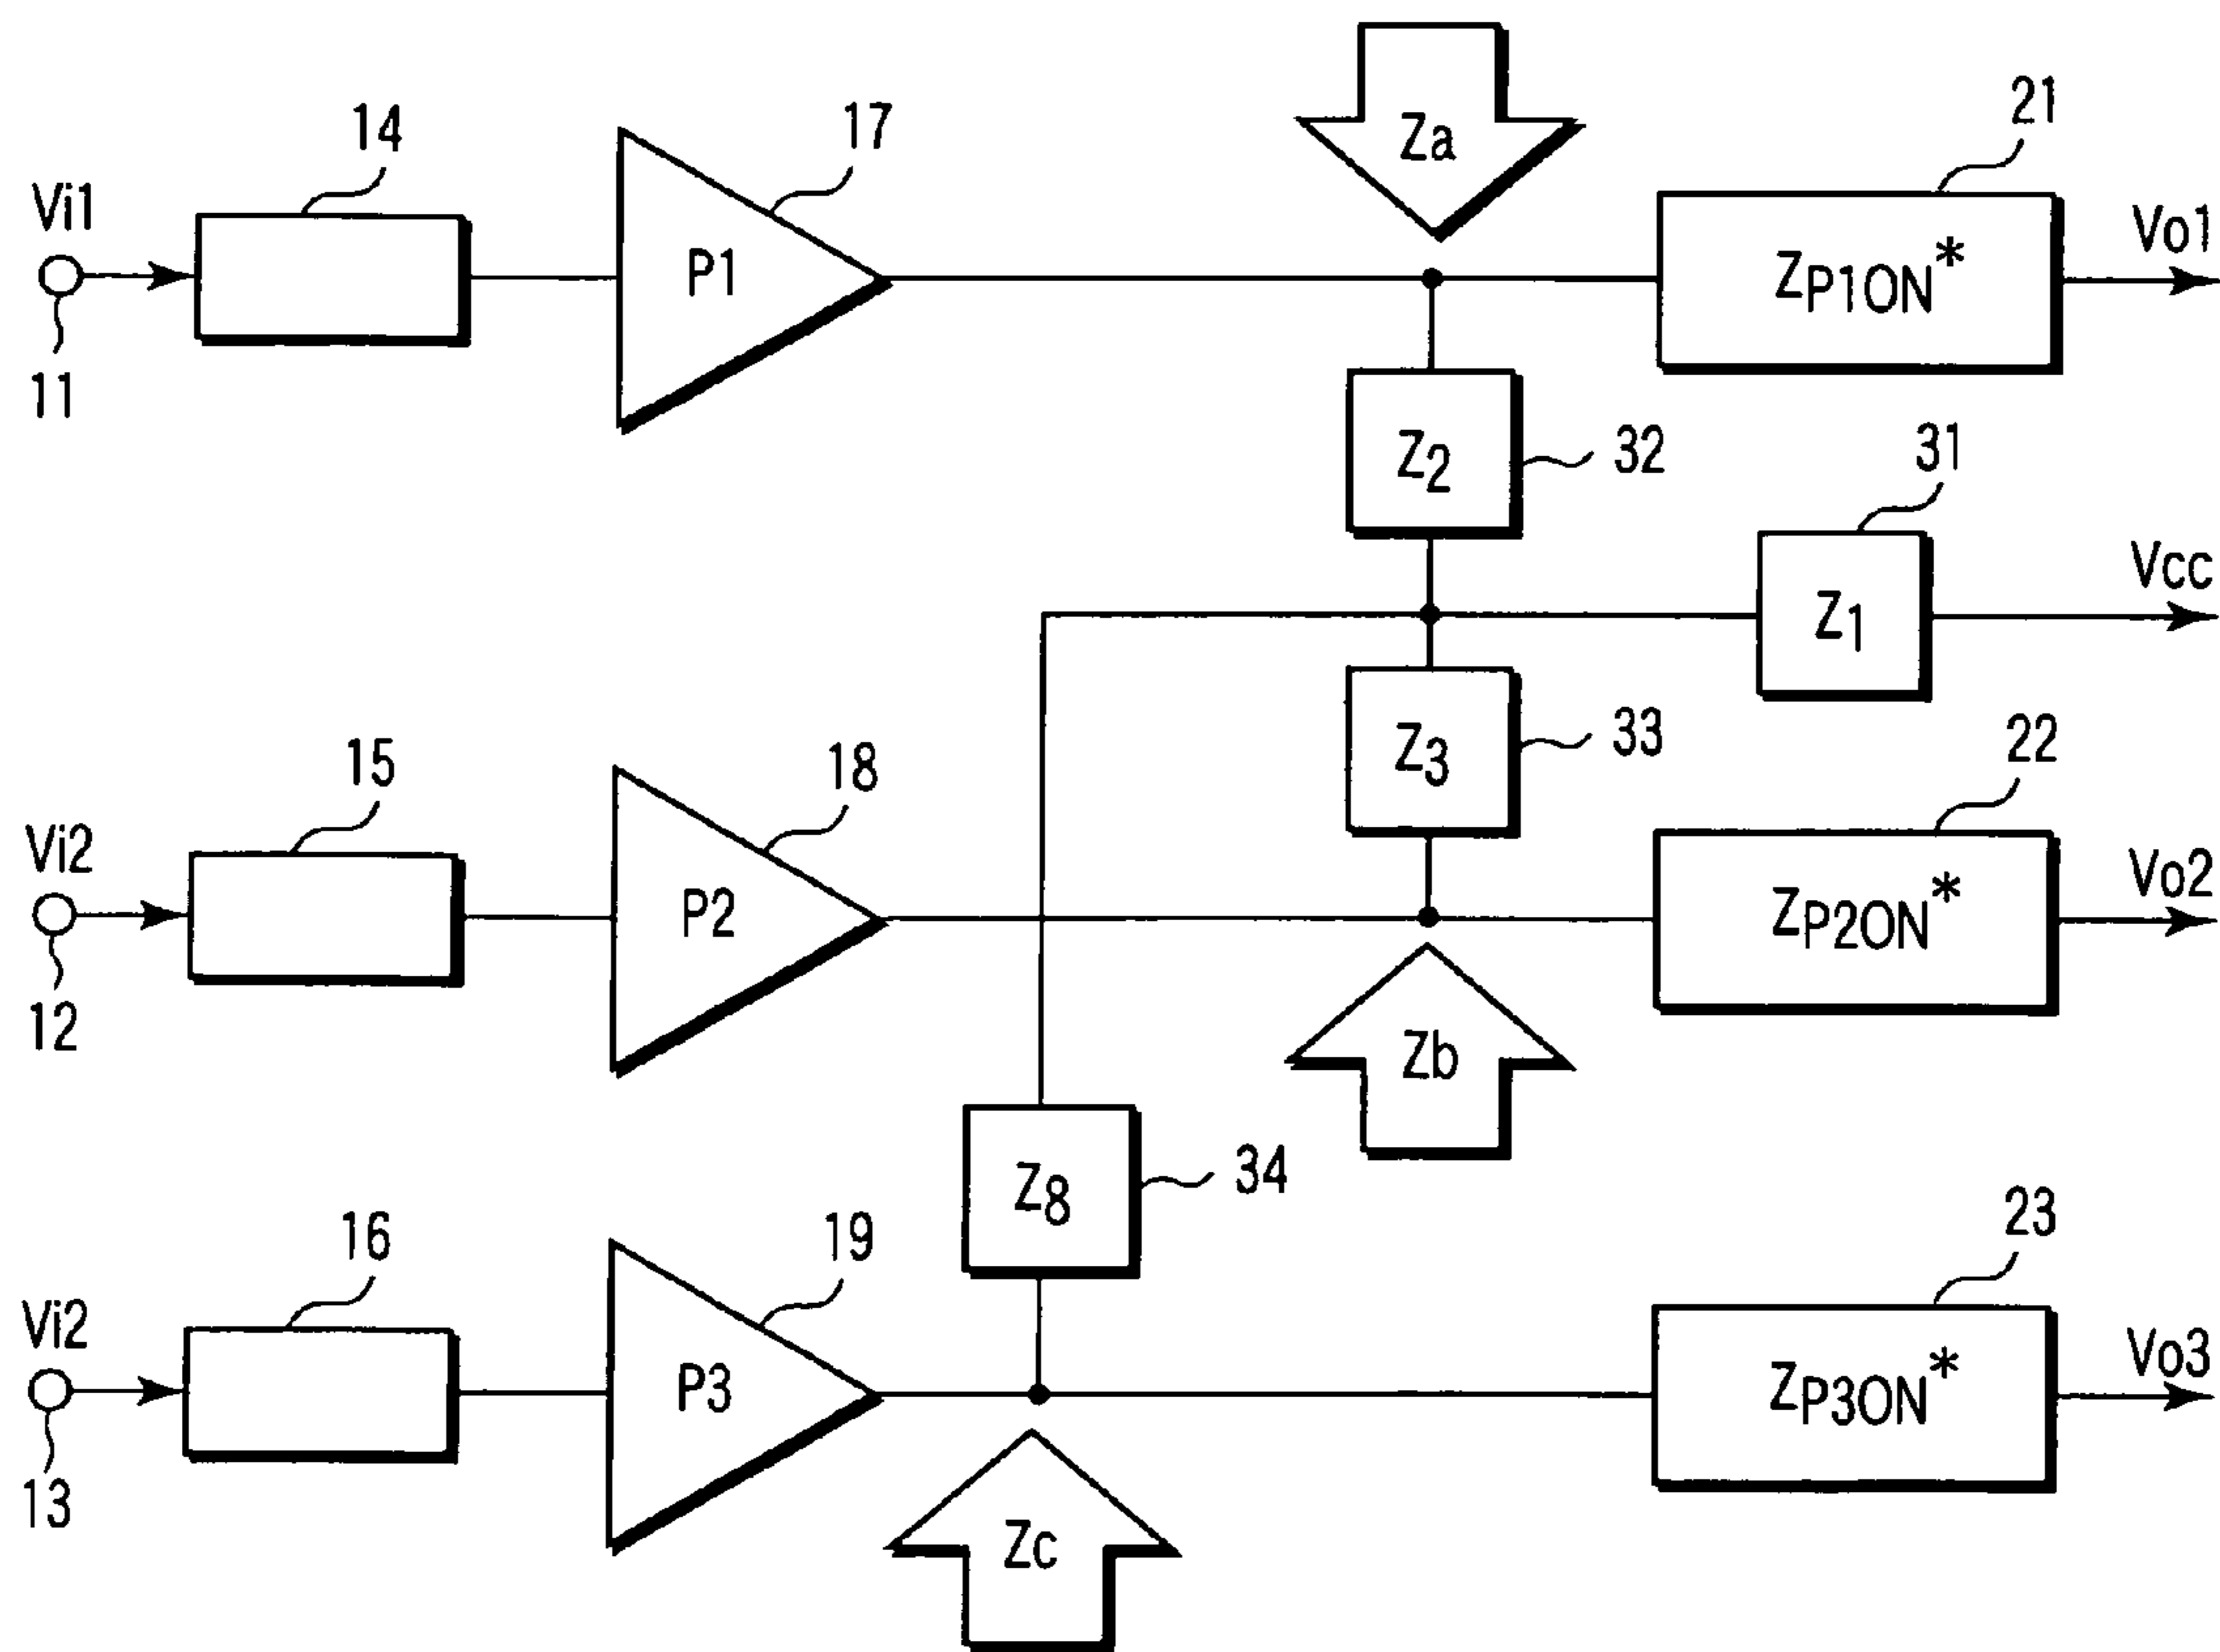 Za
21
14
17
Vi1
Vo1
P1
ZP1ON*
11
Z2
32
31
Vcc
Z1
Z3
33
22
15
18
Vi2
Vo2
P2
ZP2ON*
12
Zb
Z8
34
23
16
19
Vi2
Vo3
P3
ZP3ON*
13
Zc